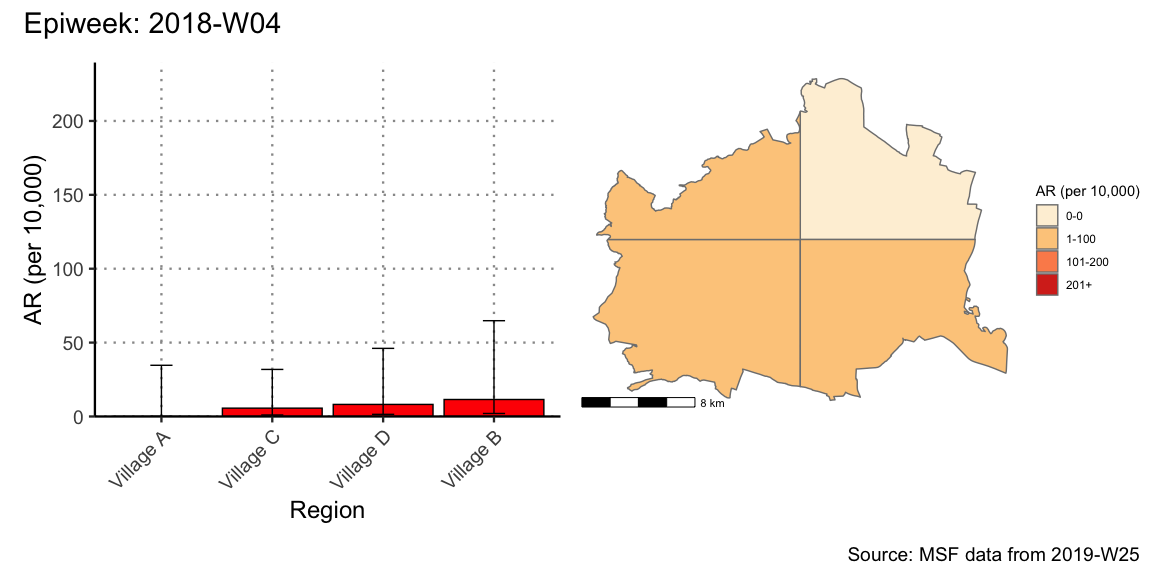 Epiweek: 2018-W04
AR (per 10,000)
200
150
100
50
0
Village A
Village C
Village D
Village B
Region
8 km
AR (per 10,000)
0-0
1-100
101-200
201+
Source: MSF data from 2019-W25